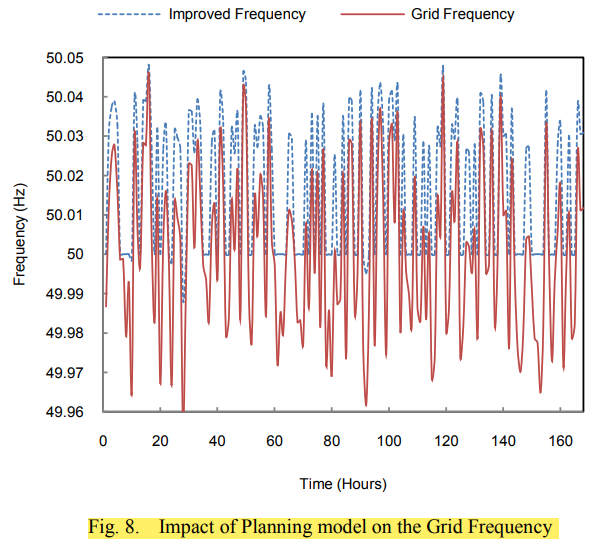 Improved Frequency Grid Frequency
50.05
50.04
50.03
50.02
50.01
50
49.99
49.98
49.97
49.96
Frequency (Hz)
0 20 40 60 80 100 120 140 160
Time (Hours)
Fig. 8. Impact of Planning model on the Grid Frequency